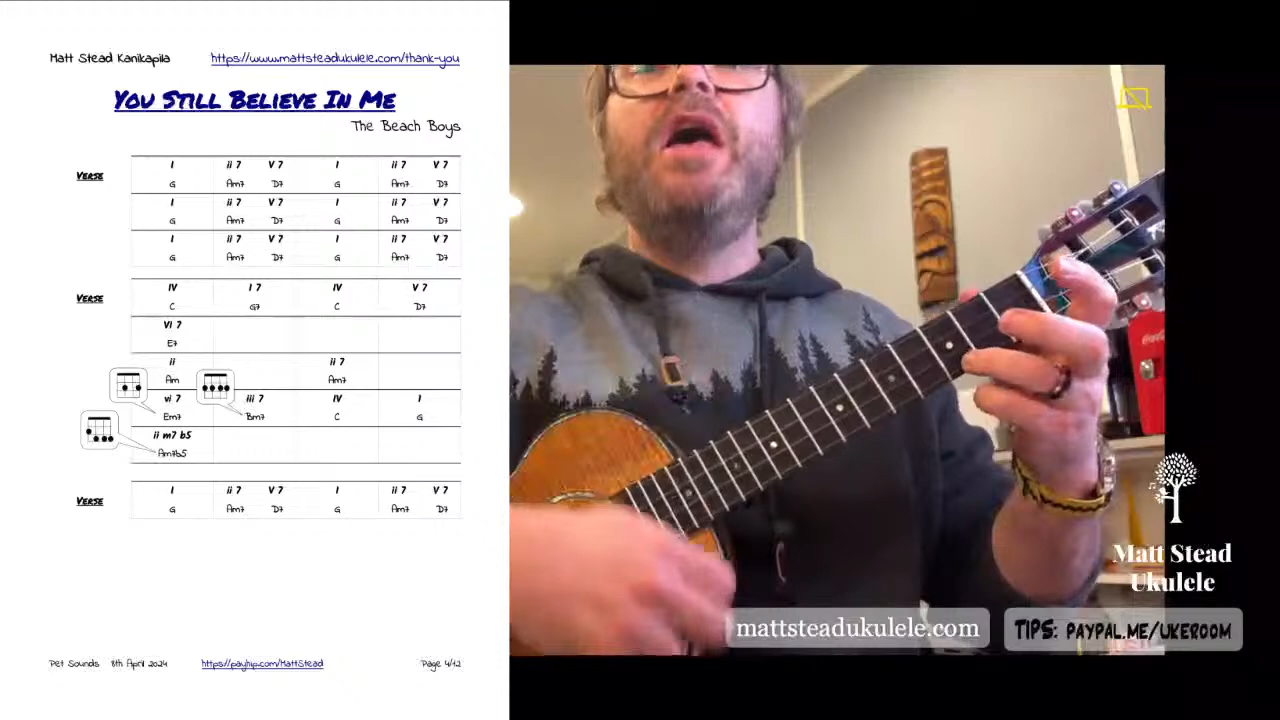 Matt Stead Kanikapila https://www.mattsteadukulele.com/thank-you
You Still Believe In Me
The Beach Boys
I ii 7 V 7 I ii 7 V 7
Verse
G Am7 D7 G Am7 D7
I ii 7 V 7 I ii 7 V 7
G Am7 D7 G Am7 D7
I ii 7 V 7 I ii 7 V 7
G Am7 D7 G Am7 D7
IV I 7 IV V 7
Verse
C G7 C D7
VI 7
E7
ii ii 7
Am Am7
vi 7 iii 7 IV I
Em7 Bm7 C G
ii m7 b5
Am7b5
I ii 7 V 7 I ii 7 V 7
Verse
G Am7 D7 G Am7 D7
Pet Sounds 8th April 2024 https://payhip.com/MattStead Page 4/12
Matt Stead
Ukulele
mattsteadukulele.com
TIPS: PAYPAL.ME/UKEROOM